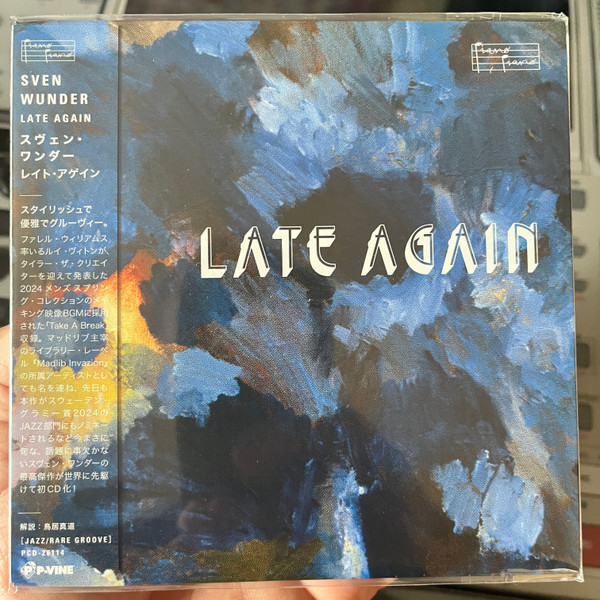 Piano
Piano
SVEN
WUNDER
LATE AGAIN
スヴェン・
ワンダー
レイト・アゲイン
スタイリッシュで
優雅でグルーヴィー。
ファレル・ウィリアムス
率いるルイ・ヴィトンが、
タイラー・ザ・クリエイ
ターを迎えて発表した
2024メンズスプリン
グ・コレクションのメイ
キング映像BGMに採用
された「Take A Break」
収録。マッドリブ主宰
のライブラリー・レーベ
ル「Madlib Invazion」
の所属アーティストとし
ても名を連ね、先日も
本作がスウェーデン・
グラミー賞2024の
JAZZ部門にもノミネー
トされるなど今まさに
旬な、話題に事欠かな
いスヴェン・ワンダーの
最高傑作が世界に先駆
けて初CD化！
解説：鳥居真道
[JAZZ/RARE GROOVE]
PCD-26114
P-VINE
Piano
Piano
LATE AGAIN